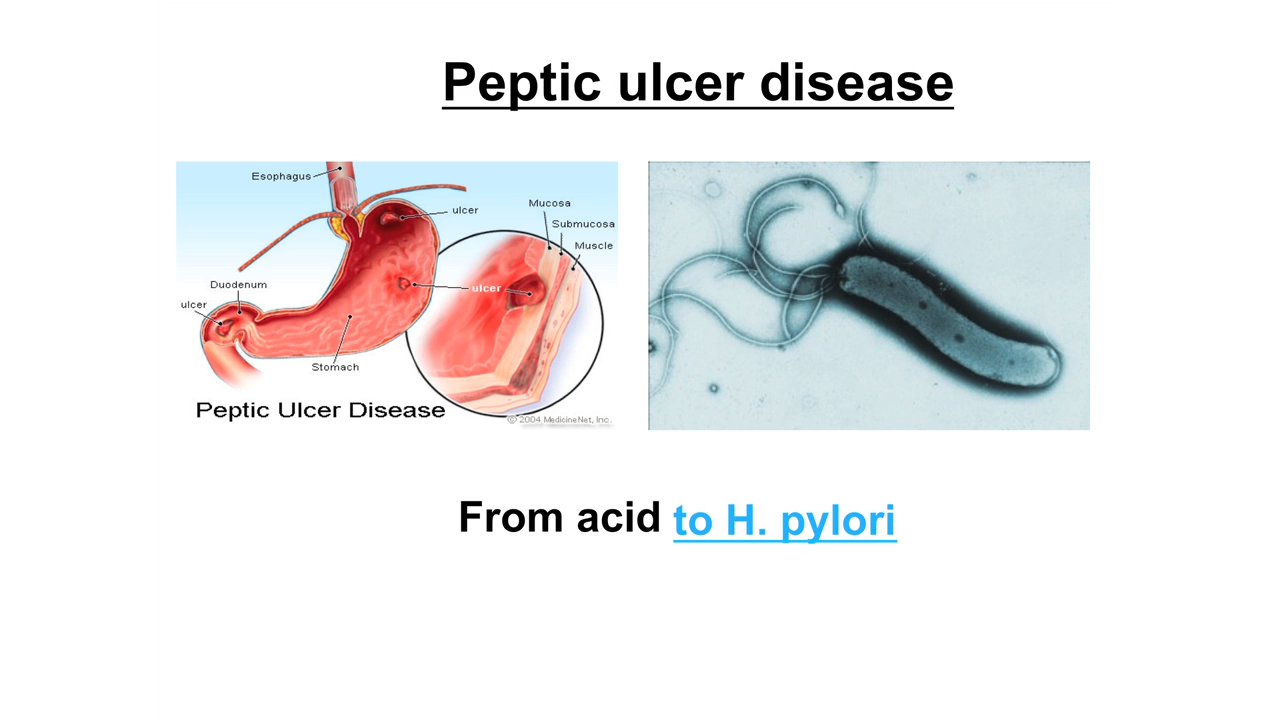 Peptic ulcer disease
Esophagus
ulcer
Mucosa
Submucosa
Muscle
Duodenum
ulcer
ulcer
Stomach
Peptic Ulcer Disease
© 2004 MedicineNet, Inc.
From acid to H. pylori